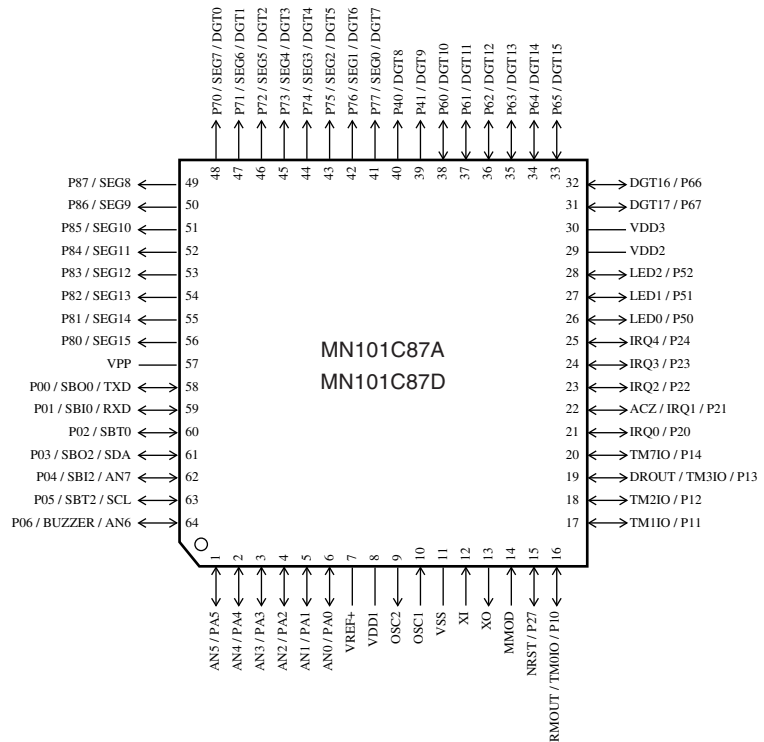 P70 / SEG7 / DGT0
P71 / SEG6 / DGT1
P72 / SEG5 / DGT2
P73 / SEG4 / DGT3
P74 / SEG3 / DGT4
P75 / SEG2 / DGT5
P76 / SEG1 / DGT6
P77 / SEG0 / DGT7
P40 / DGT8
P41 / DGT9
P60 / DGT10
P61 / DGT11
P62 / DGT12
P63 / DGT13
P64 / DGT14
P65 / DGT15
48 47 46 45 44 43 42 41 40 39 38 37 36 35 34 33
P87 / SEG8 49
P86 / SEG9 50
P85 / SEG10 51
P84 / SEG11 52
P83 / SEG12 53
P82 / SEG13 54
P81 / SEG14 55
P80 / SEG15 56
VPP 57
P00 / SBO0 / TXD 58
P01 / SBI0 / RXD 59
P02 / SBT0 60
P03 / SBO2 / SDA 61
P04 / SBI2 / AN7 62
P05 / SBT2 / SCL 63
P06 / BUZZER / AN6 64
MN101C87A
MN101C87D
32 DGT16 / P66
31 DGT17 / P67
30 VDD3
29 VDD2
28 LED2 / P52
27 LED1 / P51
26 LED0 / P50
25 IRQ4 / P24
24 IRQ3 / P23
23 IRQ2 / P22
22 ACZ / IRQ1 / P21
21 IRQ0 / P20
20 TM7IO / P14
19 DROUT / TM3IO / P13
18 TM2IO / P12
17 TM1IO / P11
1 2 3 4 5 6 7 8 9 10 11 12 13 14 15 16
AN5 / PA5
AN4 / PA4
AN3 / PA3
AN2 / PA2
AN1 / PA1
AN0 / PA0
VREF+
VDD1
OSC2
OSC1
VSS
XI
XO
MMOD
NRST / P27
RMOUT / TM0IO / P10